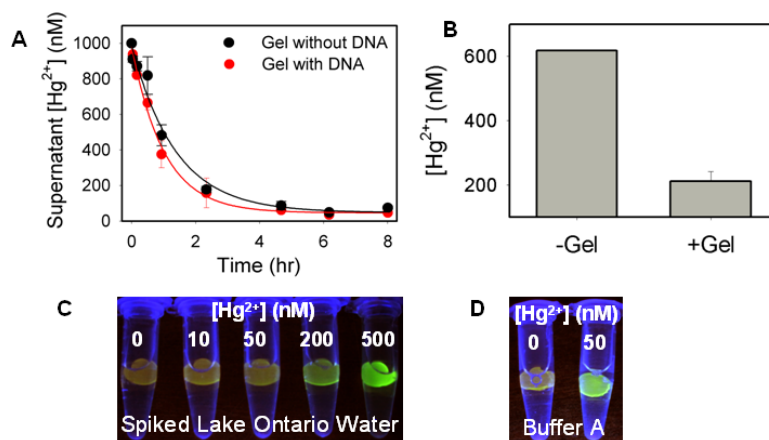 A
Supernatant [Hg²⁺] (nM)
1000
800
600
400
200
0
Gel without DNA
Gel with DNA
0
2
4
6
8
Time (hr)
B
[Hg²⁺] (nM)
600
400
200
-Gel
+Gel
C
[Hg²⁺] (nM)
0 10 50 200 500
Spiked Lake Ontario Water
D
[Hg²⁺] (nM)
0 50
Buffer A